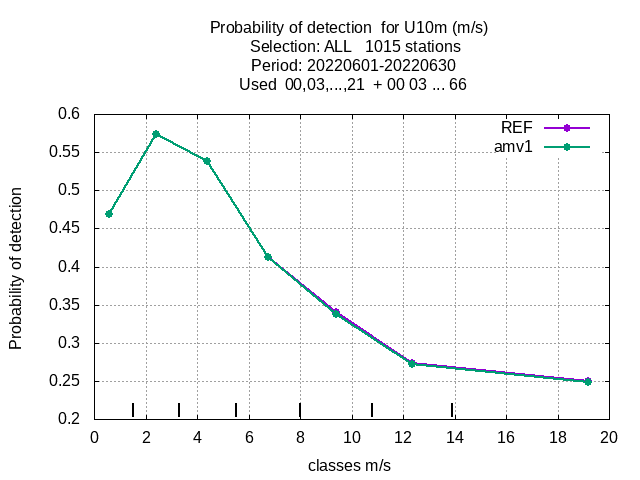 Probability of detection  for U10m (m/s)
Selection: ALL   1015 stations
Period: 20220601-20220630
Used  00,03,...,21  + 00 03 ... 66
REF
amv1
Probability of detection
0.6
0.55
0.5
0.45
0.4
0.35
0.3
0.25
0.2
0 2 4 6 8 10 12 14 16 18 20
classes m/s